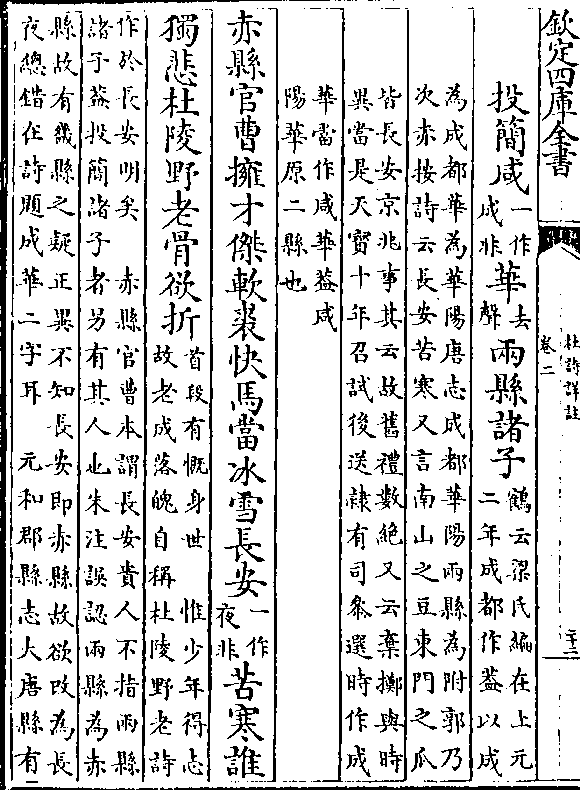 欽定四庫全書
杜詩詳註
卷二
投簡咸一作成非華去聲兩縣諸子鶴云梁氏編在上元二年成都作葢以咸
為成都華為華陽唐志成都華陽兩縣為附郭乃
次赤按詩云長安苦寒又言南山之豆東門之瓜
皆長安京兆事其云故舊禮數絶又云棄擲與時
異當是天寳十年召試後送隷有司叅選時作成
華當作咸華葢咸
陽華原二縣也
赤縣官曹擁才傑軟裘快馬當冰雪長安一作夜非苦寒誰
獨悲杜陵野老骨欲折首段有慨身世　惟少年得志故老成落魄自稱杜陵野老詩
作於長安明矣　赤縣官曹本謂長安貴人不指兩縣
諸子葢投簡諸子者另有其人也朱注誤認兩縣為赤
縣故有畿縣之疑正異不知長安即赤縣故欲改為長
夜總錯在詩題成華二字耳　元和郡縣志大唐縣有